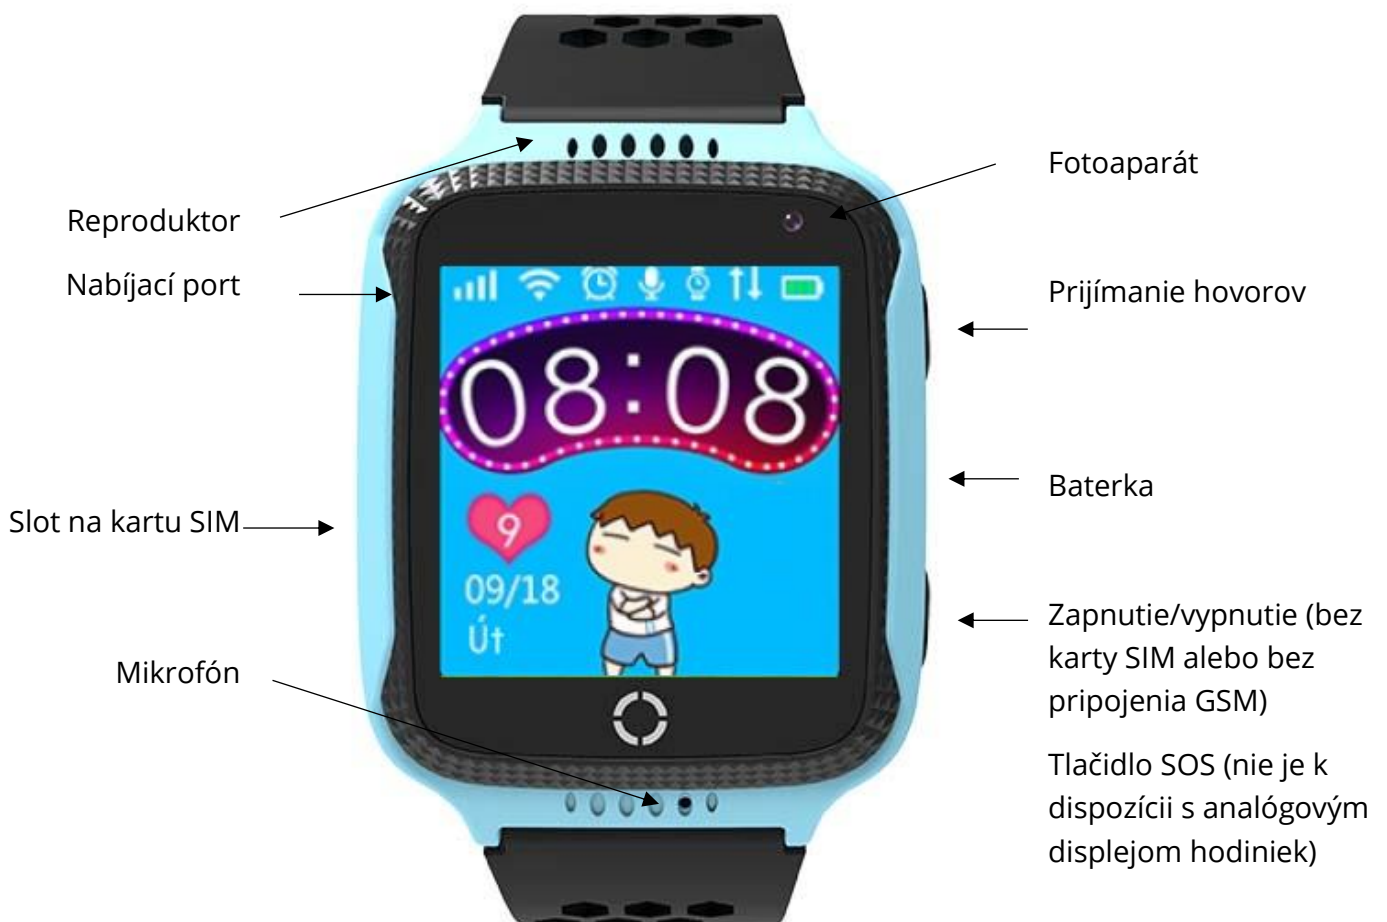 Reproduktor
Nabíjací port
Slot na kartu SIM
Mikrofón
08:08
9
09/18
Út
Fotoaparát
Prijímanie hovorov
Baterka
Zapnutie/vypnutie (bez
karty SIM alebo bez
pripojenia GSM)
Tlačidlo SOS (nie je k
dispozícii s analógovým
displejom hodiniek)